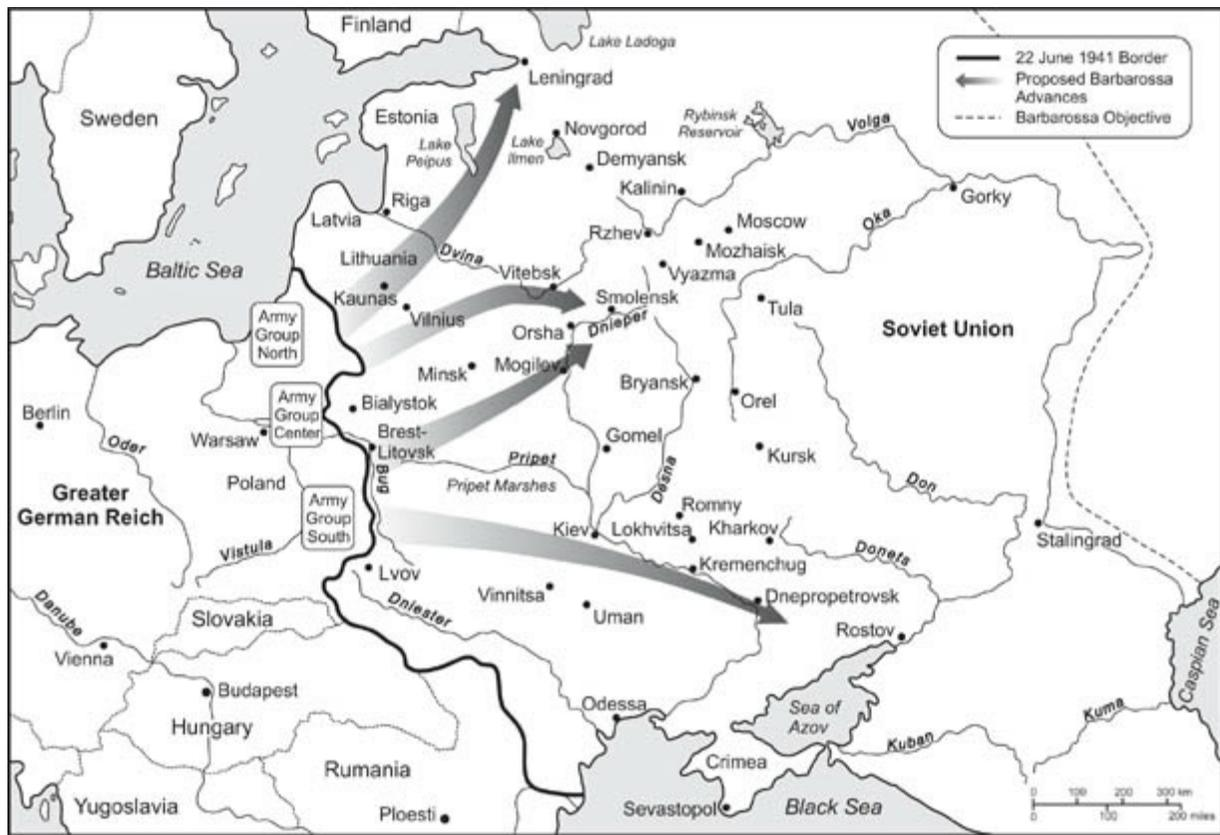 Finland
Lake Ladoga
22 June 1941 Border
Proposed Barbarossa
Advances
Barbarossa Objective
Leningrad
Sweden
Estonia
Lake
Peipus
Novgorod
Lake
Ilmen
Rybinsk
Reservoir
Volga
Demyansk
Kalinin
Gorky
Riga
Latvia
Oka
Moscow
Rzhev
Mozhaisk
Dvina
Vyazma
Baltic Sea
Lithuania
Vitebsk
Kaunas
Smolensk
Tula
Vilnius
Orsha
Dnieper
Soviet Union
Army
Group
North
Minsk
Mogilov
Bryansk
Orel
Berlin
Army
Group
Center
Bialystok
Warsaw
Brest-
Litovsk
Gomel
Kursk
Oder
Bug
Pripet
Pripet Marshes
Desna
Don
Poland
Greater
German Reich
Army
Group
South
Romny
Kiev
Lokhvitsa
Kharkov
Stalingrad
Vistula
Donets
Lvov
Kremenchug
Vinnitsa
Uman
Dnepropetrovsk
Dniester
Danube
Slovakia
Rostov
Vienna
Budapest
Caspian Sea
Hungary
Odessa
Sea of
Azov
Kuma
Kuban
Rumania
Crimea
Yugoslavia
Ploesti
Sevastopol
Black Sea
100 200 300 km
100 200 miles